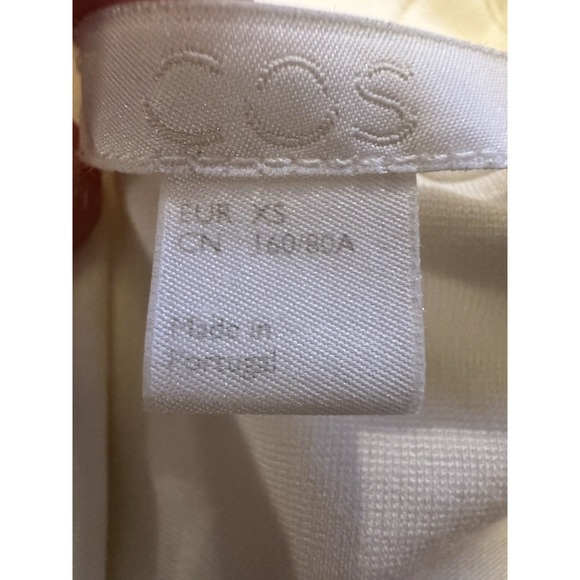 COS
EUR XS
CN 160/80A
Made in
Portugal